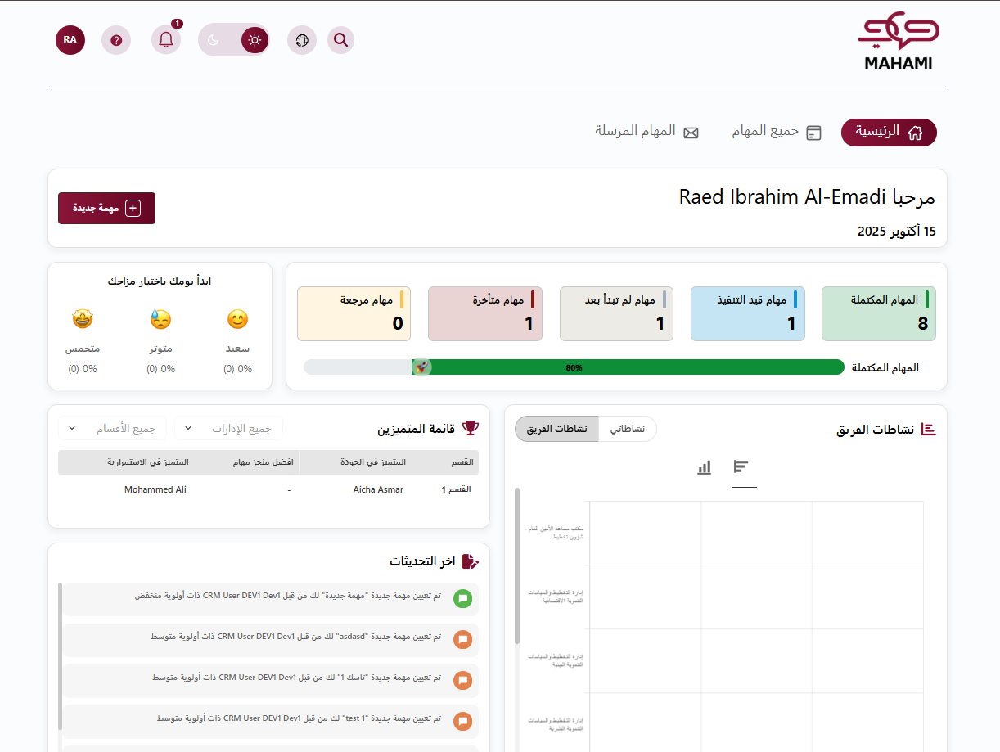 MAHAMI
1
RA
?
الرئيسية
جميع المهام
المهام المرسلة
مرحبا Raed Ibrahim Al-Emadi
15 أكتوبر 2025
مهمة جديدة
المهام المكتملة
8
مهام قيد التنفيذ
1
مهام لم تبدأ بعد
1
مهام متأخرة
1
مهام مرجعة
0
المهام المكتملة
80%
ابدأ يومك باختيار مزاجك
سعيد
متوتر
متحمس
0% (0)
0% (0)
0% (0)
نشاطات الفريق
نشاطاتي
نشاطات الفريق
مكتب مساعد الأمين العام -
شؤون تخطيط
إدارة التخطيط والسياسات
التنموية الاقتصادية
إدارة التخطيط والسياسات
التنموية البيئية
إدارة التخطيط والسياسات
التنموية البشرية
قائمة المتميزين
جميع الإدارات
جميع الأقسام
القسم المتميز في الجودة افضل منجز مهام المتميز في الاستمرارية
القسم 1 Aicha Asmar - Mohammed Ali
اخر التحديثات
تم تعيين مهمة جديدة "مهمة جديدة" لك من قبل CRM User DEV1 Dev1 ذات أولوية منخفض
تم تعيين مهمة جديدة "asdasd" لك من قبل CRM User DEV1 Dev1 ذات أولوية متوسط
تم تعيين مهمة جديدة "تاسك 1" لك من قبل CRM User DEV1 Dev1 ذات أولوية متوسط
تم تعيين مهمة جديدة "test 1" لك من قبل CRM User DEV1 Dev1 ذات أولوية متوسط